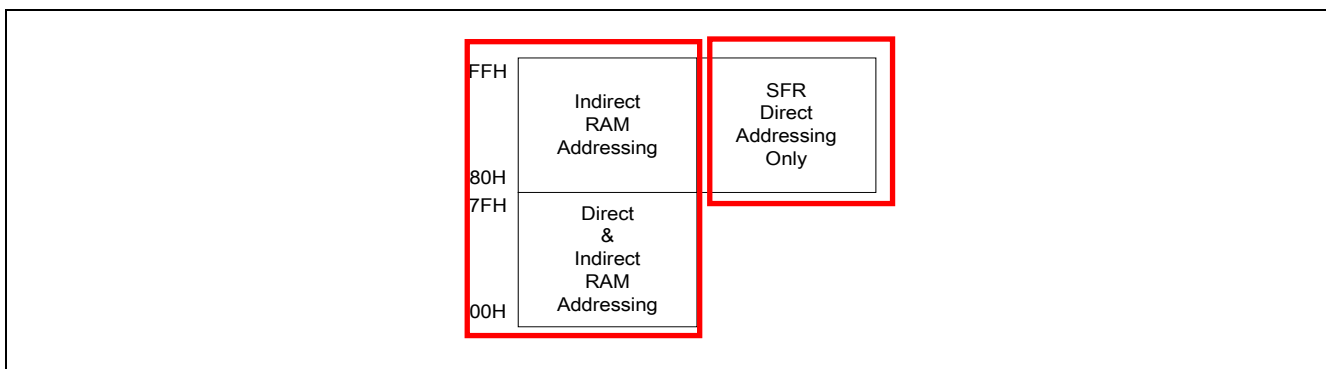 FFH
Indirect
RAM
Addressing
80H
SFR
Direct
Addressing
Only
7FH
Direct
&
Indirect
RAM
Addressing
00H